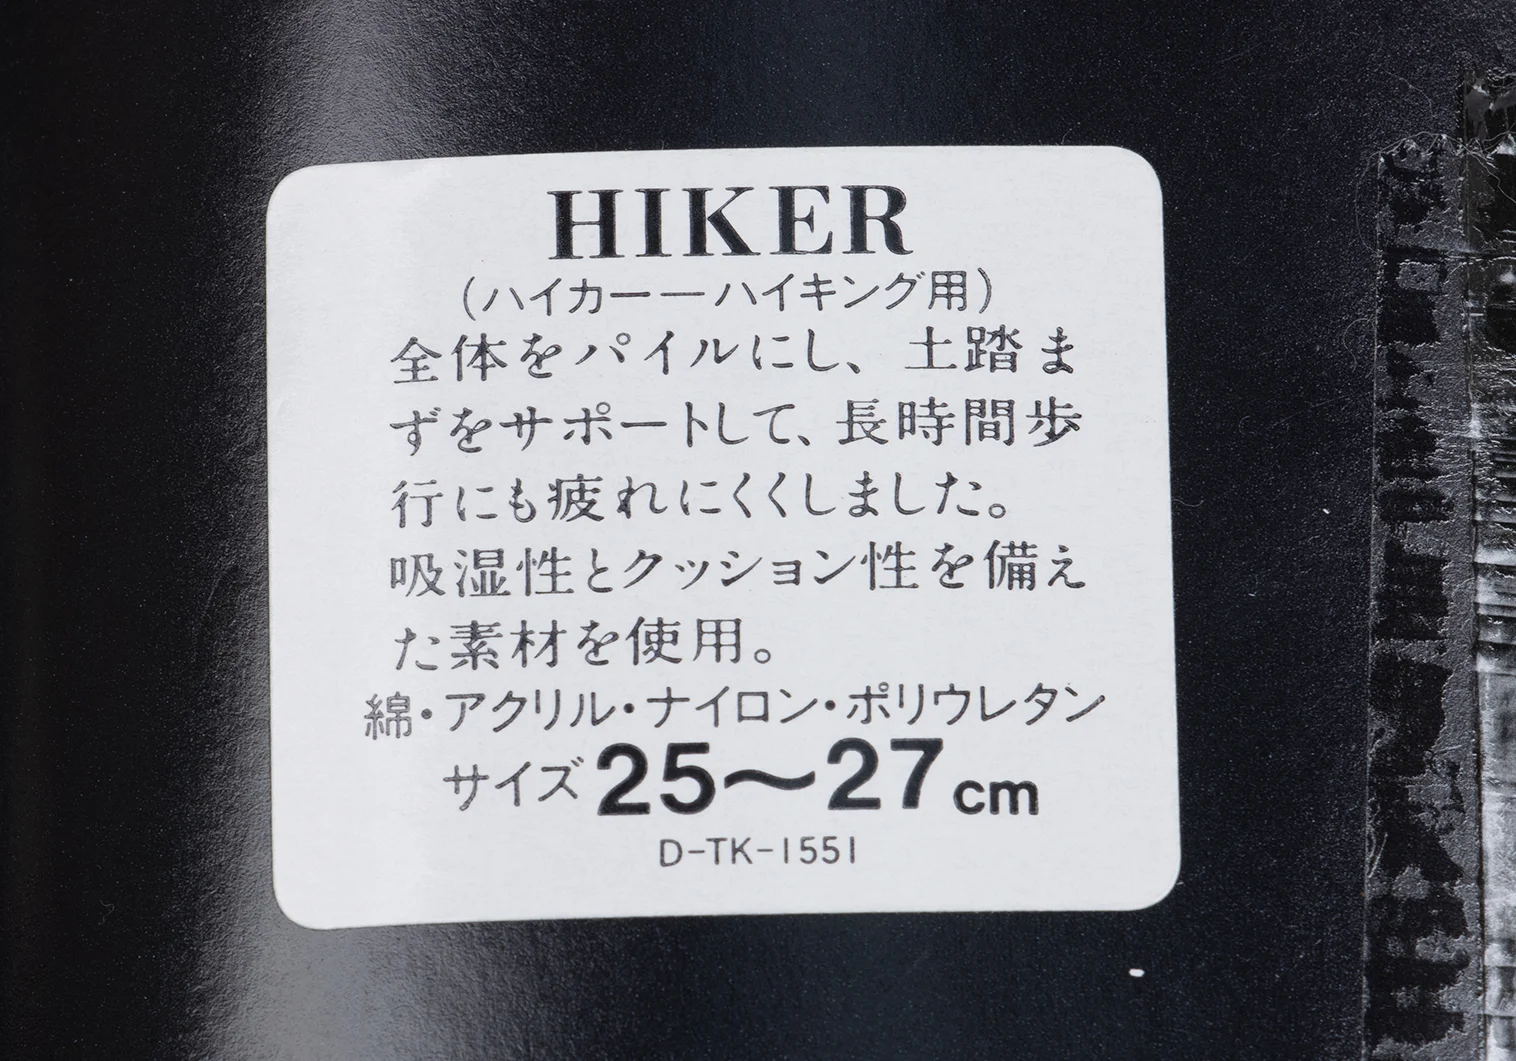 HIKER
(ハイカー―ハイキング用)
全体をパイルにし、土踏ま
ずをサポートして、長時間歩
行にも疲れにくくしました。
吸湿性とクッション性を備え
た素材を使用。
綿・アクリル・ナイロン・ポリウレタン
サイズ25〜27cm
D-TK-1551